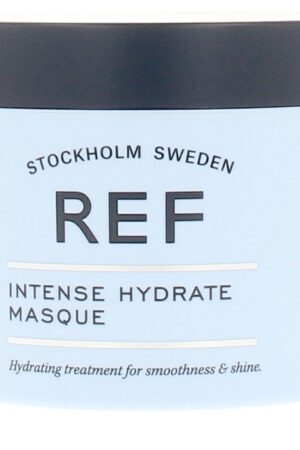 STOCKHOLM SWEDEN
REF
INTENSE HYDRATE
MASQUE
Hydrating treatment for smoothness & shine.